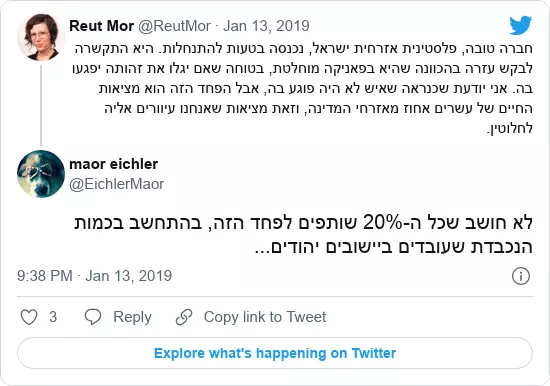 Reut Mor @ReutMor · Jan 13, 2019
חברה טובה, פלסטינית אזרחית ישראל, נכנסה בטעות להתנחלות. היא התקשרה
לבקש עזרה בהכוונה שהיא בפאניקה מוחלטת, בטוחה שאם יגלו את זהותה יפגעו
בה. אני יודעת שכנראה שאיש לא היה פוגע בה, אבל הפחד הזה הוא מציאות
החיים של עשרים אחוז מאזרחי המדינה, וזאת מציאות שאנחנו עיוורים אליה
לחלוטין.
maor eichler
@EichlerMaor
לא חושב שכל ה-20% שותפים לפחד הזה, בהתחשב בכמות
הנכבדת שעובדים ביישובים יהודים...
9:38 PM · Jan 13, 2019
3 Reply Copy link to Tweet
Explore what's happening on Twitter